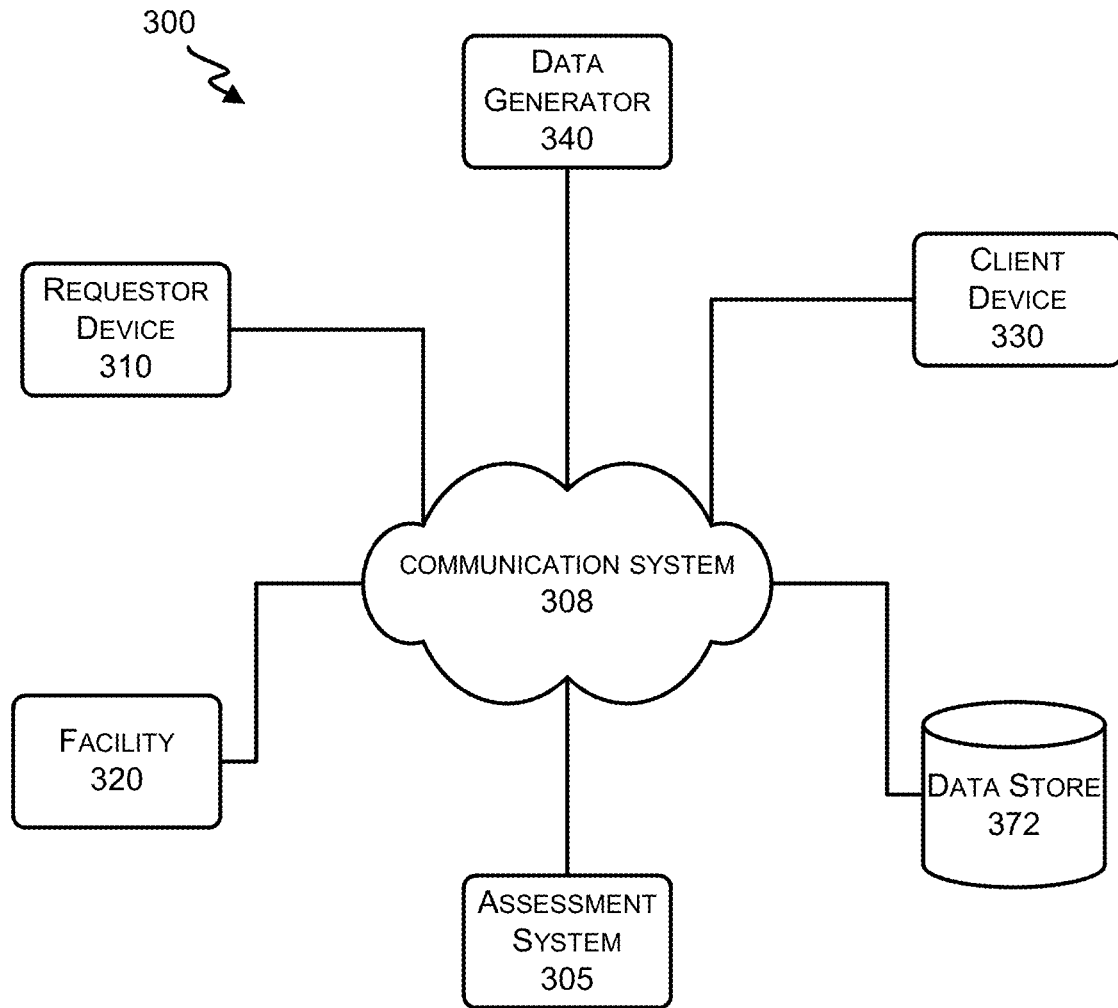 300
DATA
GENERATOR
340
CLIENT
DEVICE
330
REQUESTOR
DEVICE
310
COMMUNICATION SYSTEM
308
FACILITY
320
DATA STORE
372
ASSESSMENT
SYSTEM
305